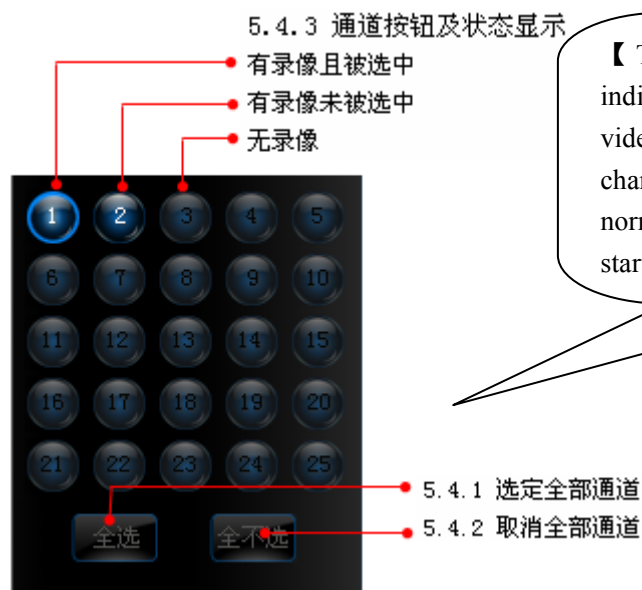 5.4.3 通道按钮及状态显示
有录像且被选中
有录像未被选中
无录像
【 T
indi
vide
star
1 2 3 4 5
6 7 8 9 10
11 12 13 14 15
16 17 18 19 20
21 22 23 24 25
全选 全不选
5.4.1 选定全部通道
5.4.2 取消全部通道